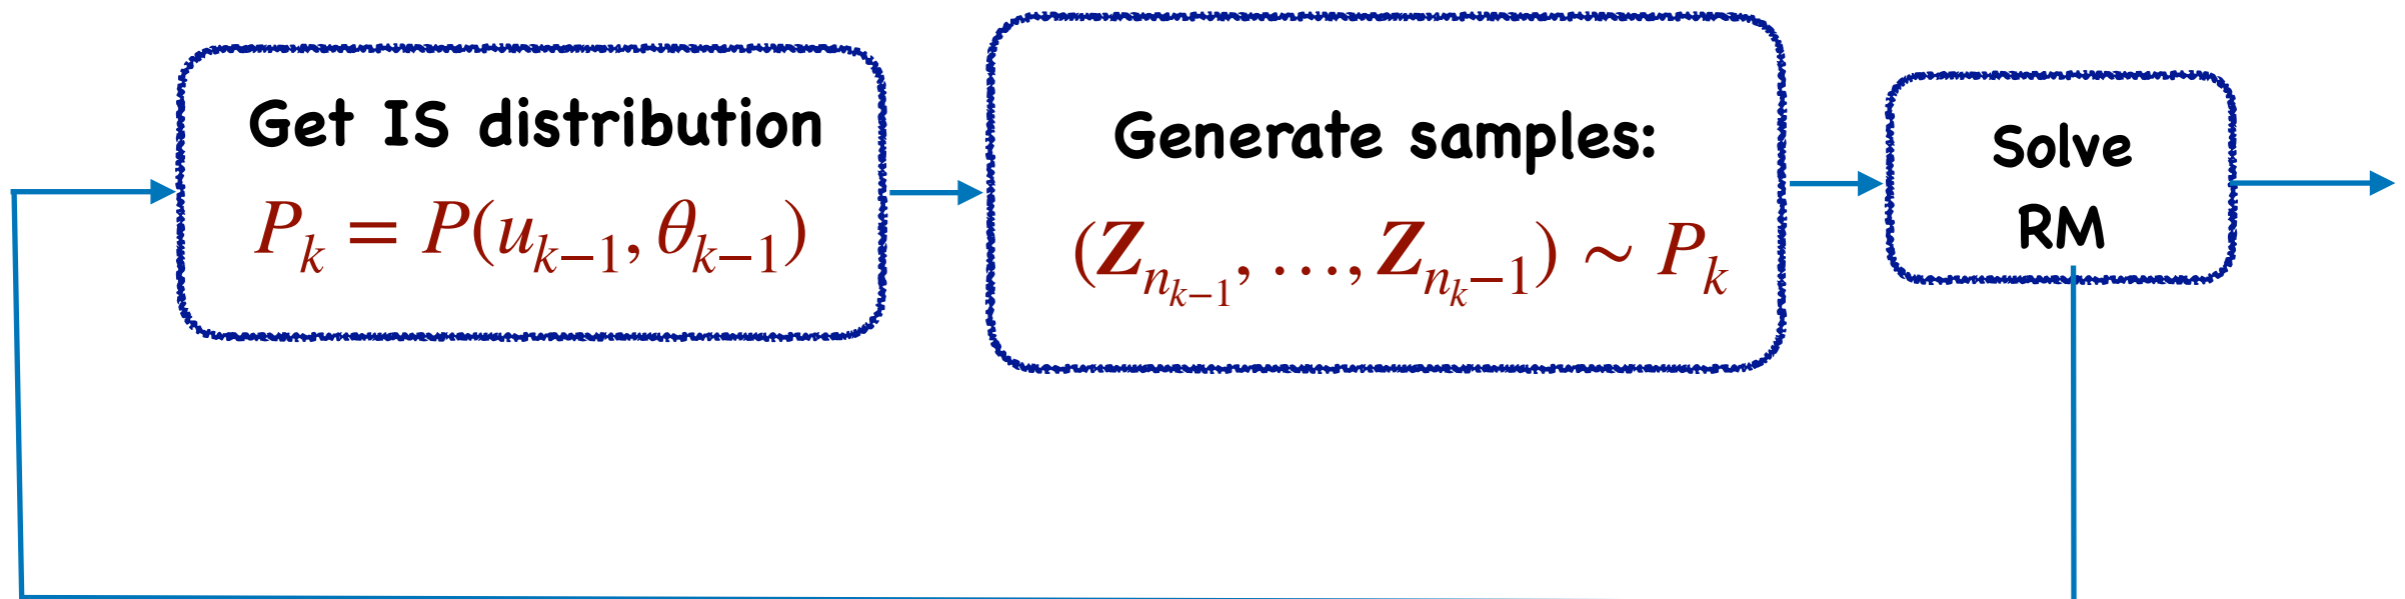 Get IS distribution
P_k = P(u_{k−1}, θ_{k−1})
Generate samples:
(Z_{n_{k−1}}, …, Z_{n_k−1}) ∼ P_k
Solve
RM